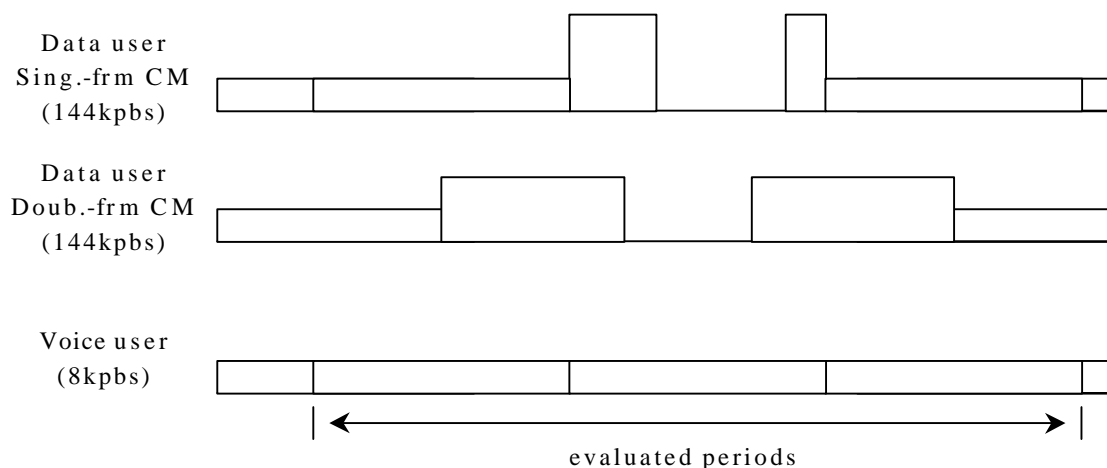 Data user
Sing.-frm CM
(144kpbs)
Data user
Doub.-frm CM
(144kpbs)
Voice user
(8kpbs)
evaluated periods